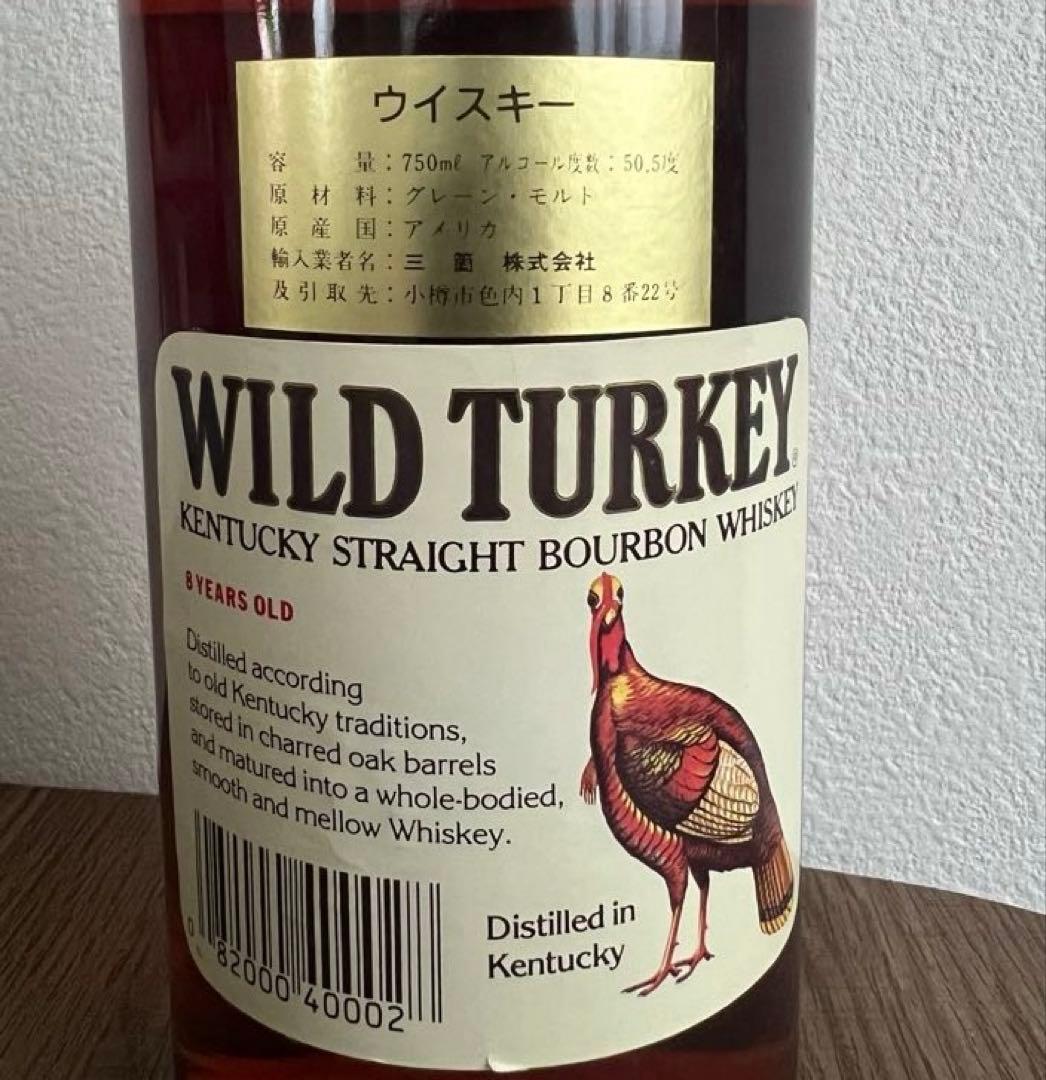 ウイスキー
容量:750mℓ アルコール度数:50.5度
原材料:グレーン・モルト
原産国:アメリカ
輸入業者名:三箇 株式会社
及引取先:小樽市色内1丁目8番22号
WILD TURKEY®
KENTUCKY STRAIGHT BOURBON WHISKEY
8 YEARS OLD
Distilled according
to old Kentucky traditions,
stored in charred oak barrels
and matured into a whole-bodied,
smooth and mellow Whiskey.
Distilled in
Kentucky
0 82000 40002